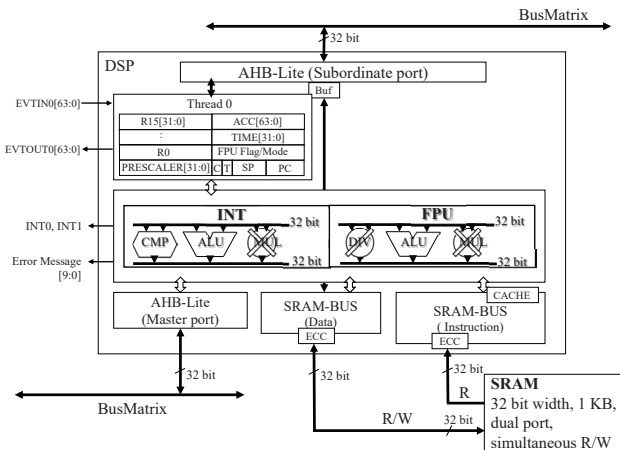 BusMatrix
32 bit
DSP
AHB-Lite (Subordinate port)
Buf
EVTIN0[63:0]
Thread 0
R15[31:0]
ACC[63:0]
:
TIME[31:0]
EVTOUT0[63:0]
R0
FPU Flag/Mode
PRESCALER[31:0]
C
T
SP
PC
INT
FPU
INT0, INT1
32 bit
32 bit
CMP
ALU
MUL
DIV
ALU
MUL
Error Message
[9:0]
32 bit
32 bit
AHB-Lite
(Master port)
SRAM-BUS
(Data)
ECC
CACHE
SRAM-BUS
( Instruction)
ECC
32 bit
32 bit
32 bit
BusMatrix
R
R/W
32 bit
SRAM
32 bit width, 1 KB,
dual port,
simultaneous R/W